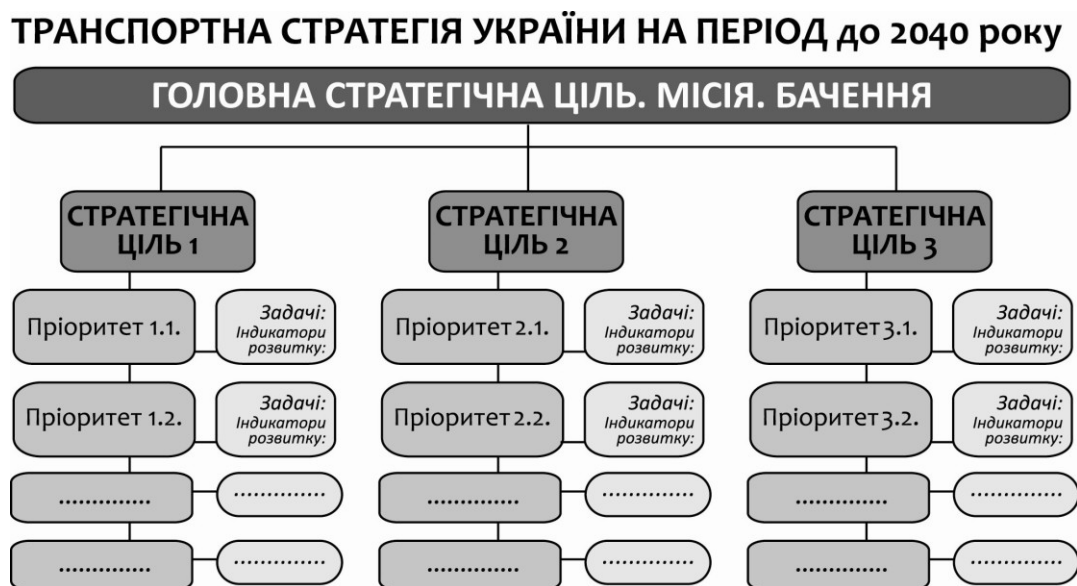 ТРАНСПОРТНА СТРАТЕГІЯ УКРАЇНИ НА ПЕРІОД до 2040 року
ГОЛОВНА СТРАТЕГІЧНА ЦІЛЬ. МІСІЯ. БАЧЕННЯ
СТРАТЕГІЧНА
ЦІЛЬ 1
Пріоритет 1.1.
Задачі:
Індикатори
розвитку:
Пріоритет 1.2.
Задачі:
Індикатори
розвитку:
..............
..............
..............
..............
СТРАТЕГІЧНА
ЦІЛЬ 2
Пріоритет 2.1.
Задачі:
Індикатори
розвитку:
Пріоритет 2.2.
Задачі:
Індикатори
розвитку:
..............
..............
..............
..............
СТРАТЕГІЧНА
ЦІЛЬ 3
Пріоритет 3.1.
Задачі:
Індикатори
розвитку:
Пріоритет 3.2.
Задачі:
Індикатори
розвитку:
..............
..............
..............
..............